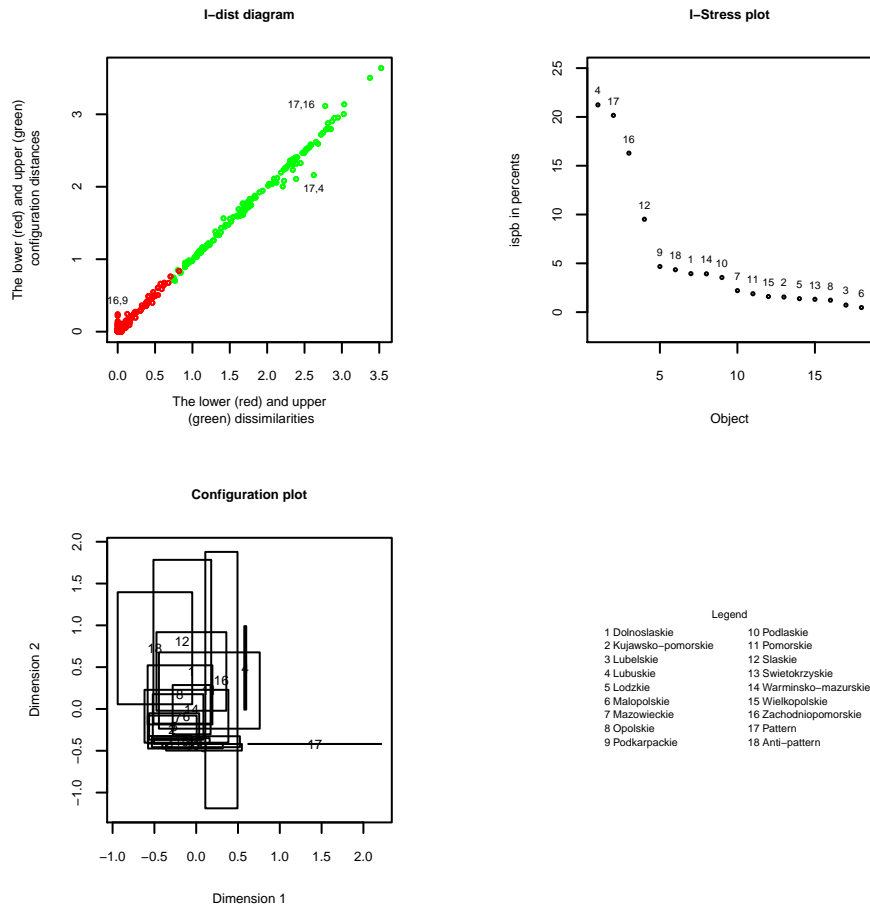 I−dist diagram
The lower (red) and upper (green)
configuration distances
0
1
2
3
17,16
17,4
16,9
0.0 0.5 1.0 1.5 2.0 2.5 3.0 3.5
The lower (red) and upper
(green) dissimilarities
I−Stress plot
ispb in percents
0
5
10
15
20
25
4
17
16
12
9
18
1
14
10
7
11
15
2
5
13
8
3
6
5 10 15
Object
Configuration plot
Dimension 2
−1.0
−0.5
0.0
0.5
1.0
1.5
2.0
18
12
1
4
16
8
14
7
6
2
17
−1.0 −0.5 0.0 0.5 1.0 1.5 2.0
Dimension 1
Legend
1 Dolnoslaskie
2 Kujawsko−pomorskie
3 Lubelskie
4 Lubuskie
5 Lodzkie
6 Malopolskie
7 Mazowieckie
8 Opolskie
9 Podkarpackie
10 Podlaskie
11 Pomorskie
12 Slaskie
13 Swietokrzyskie
14 Warminsko−mazurskie
15 Wielkopolskie
16 Zachodniopomorskie
17 Pattern
18 Anti−pattern